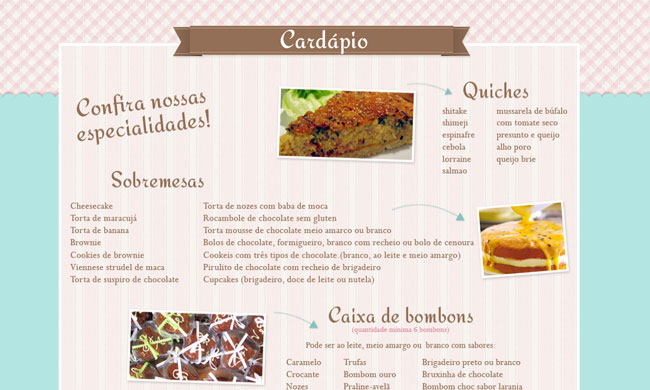 Cardápio
Confira nossas
especialidades!
Quiches
shitake
shimeji
espinafre
cebola
lorraine
salmao
mussarela de búfalo
com tomate seco
presunto e queijo
alho poro
queijo brie
Sobremesas
Cheesecake
Torta de maracujá
Torta de banana
Brownie
Cookies de brownie
Viennese strudel de maca
Torta de suspiro de chocolate
Torta de nozes com baba de moca
Rocambole de chocolate sem gluten
Torta mousse de chocolate meio amarco ou branco
Bolos de chocolate, formigueiro, branco com recheio ou bolo de cenoura
Cookeis com três tipos de chocolate.(branco, ao leite e meio amargo)
Pirulito de chocolate com recheio de brigadeiro
Cupcakes (brigadeiro, doce de leite ou nutela)
Caixa de bombons
(quantidade mínima 6 bombons)
Pode ser ao leite, meio amargo ou branco com sabores:
Caramelo
Crocante
Nozes
Trufas
Bombom ouro
Praline-avelã
Brigadeiro preto ou branco
Bruxinha de chocolate
Bombom choc sabor laranja